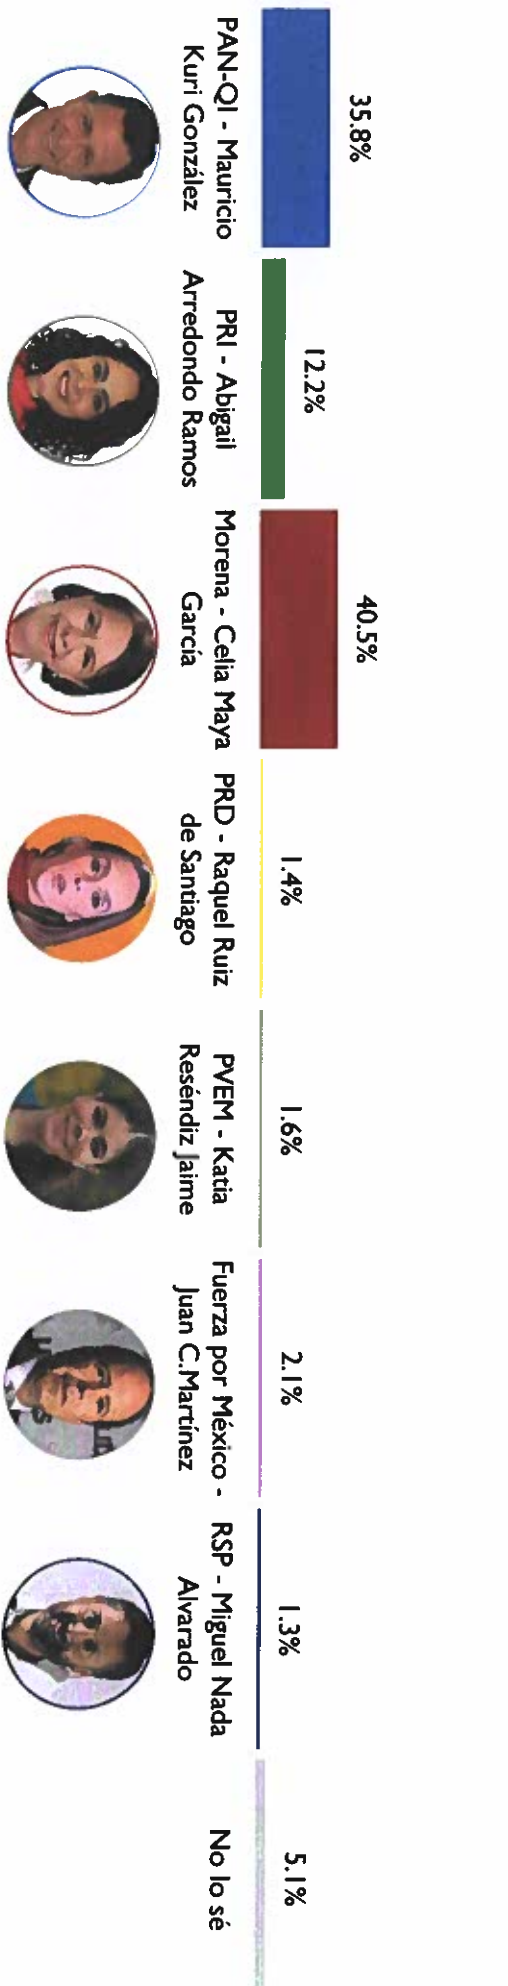 35.8%
12.2%
40.5%
1.4%
1.6%
2.1%
1.3%
5.1%
PAN-QI - Mauricio
Kuri González
PRI - Abigail
Arredondo Ramos
Morena - Celia Maya
García
PRD - Raquel Ruiz
de Santiago
PVEM - Katia
Reséndiz Jaime
Fuerza por México -
Juan C.Martínez
RSP - Miguel Nada
Alvarado
No lo sé